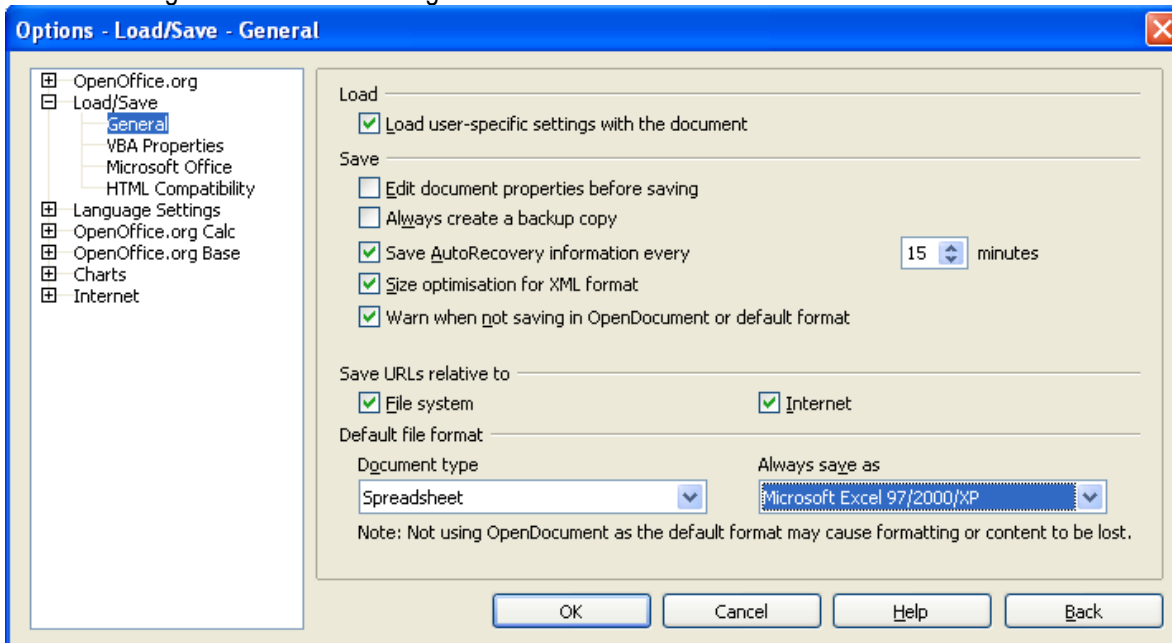 Options - Load/Save - General
OpenOffice.org
Load/Save
General
VBA Properties
Microsoft Office
HTML Compatibility
Language Settings
OpenOffice.org Calc
OpenOffice.org Base
Charts
Internet
Load
Load user-specific settings with the document
Save
Edit document properties before saving
Always create a backup copy
Save AutoRecovery information every 15 minutes
Size optimisation for XML format
Warn when not saving in OpenDocument or default format
Save URLs relative to
File system Internet
Default file format
Document type Always save as
Spreadsheet Microsoft Excel 97/2000/XP
Note: Not using OpenDocument as the default format may cause formatting or content to be lost.
OK Cancel Help Back